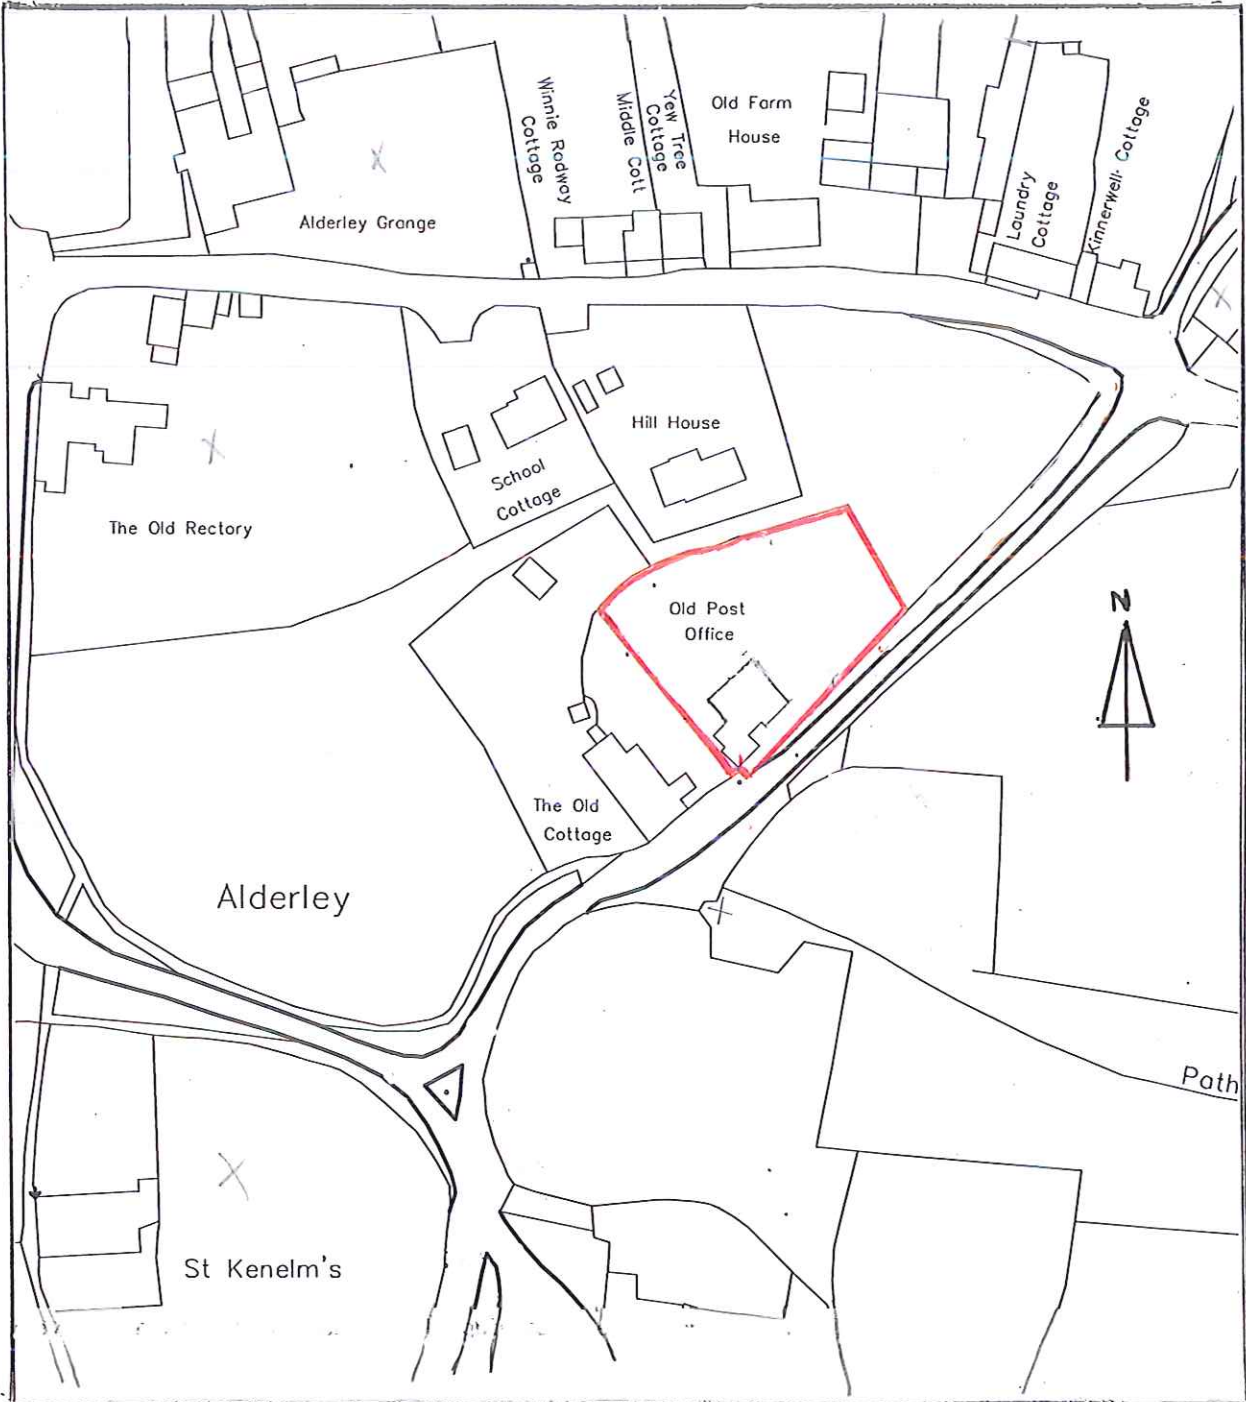 Winnie Rodway
Cottage
Middle Cott
Yew Tree
Cottage
Old Farm
House
Laundry
Cottage
Kinnerwell Cottage
Alderley Grange
Hill House
School
Cottage
The Old Rectory
Old Post
Office
N
The Old
Cottage
Alderley
Path
St Kenelm's